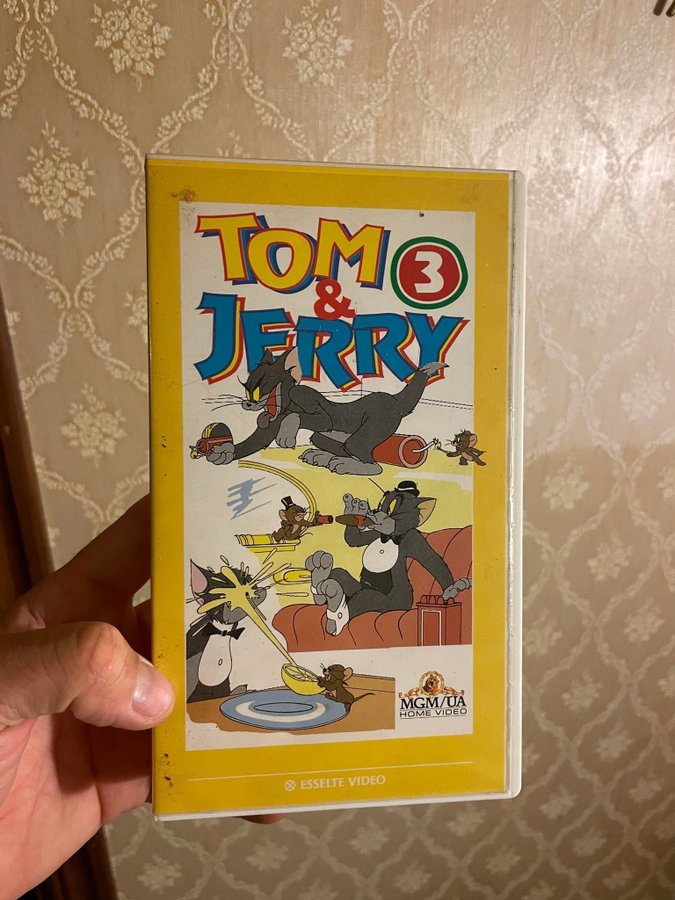 TOM
3
&
JERRY
MGM/UA
HOME VIDEO
ESSELTE VIDEO